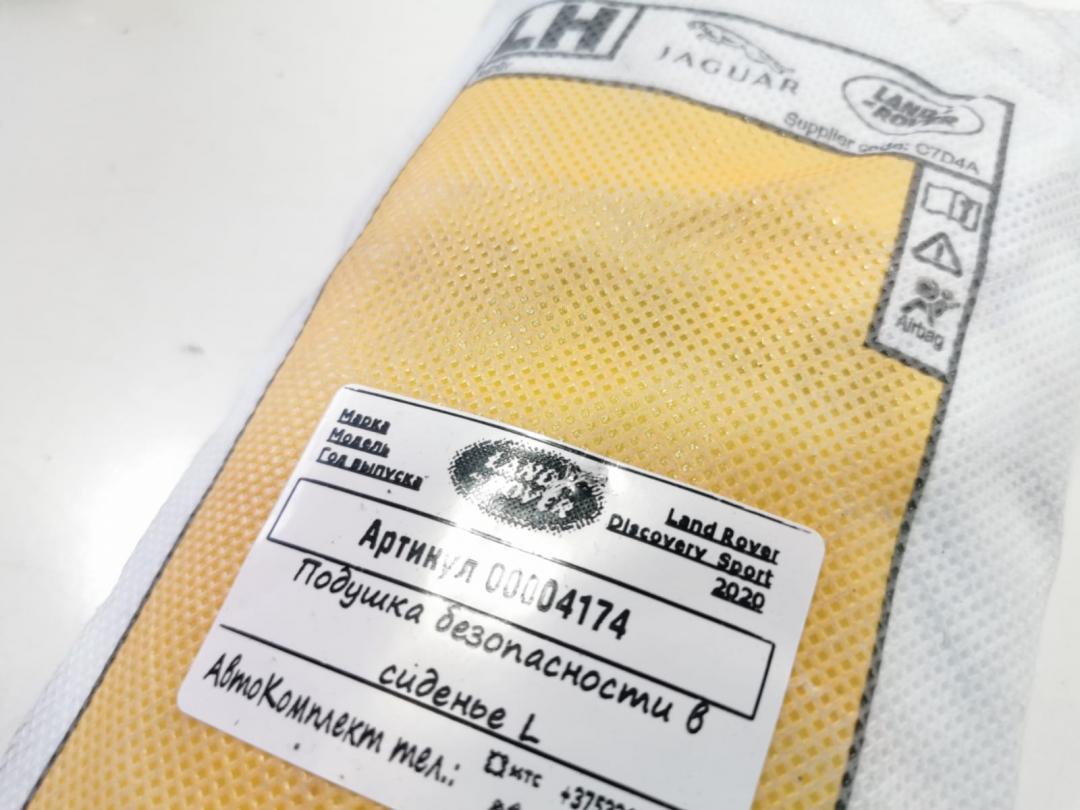 LH
JAGUAR
LAND ROVER
Supplier code: C7D4A
Airbag
Марка
Модель
Год выпуска
LAND ROVER
Land Rover
Discovery Sport
2020
Артикул 00004174
Подушка безопасности в
сиденье L
АвтоКомплект тел.:
мтс